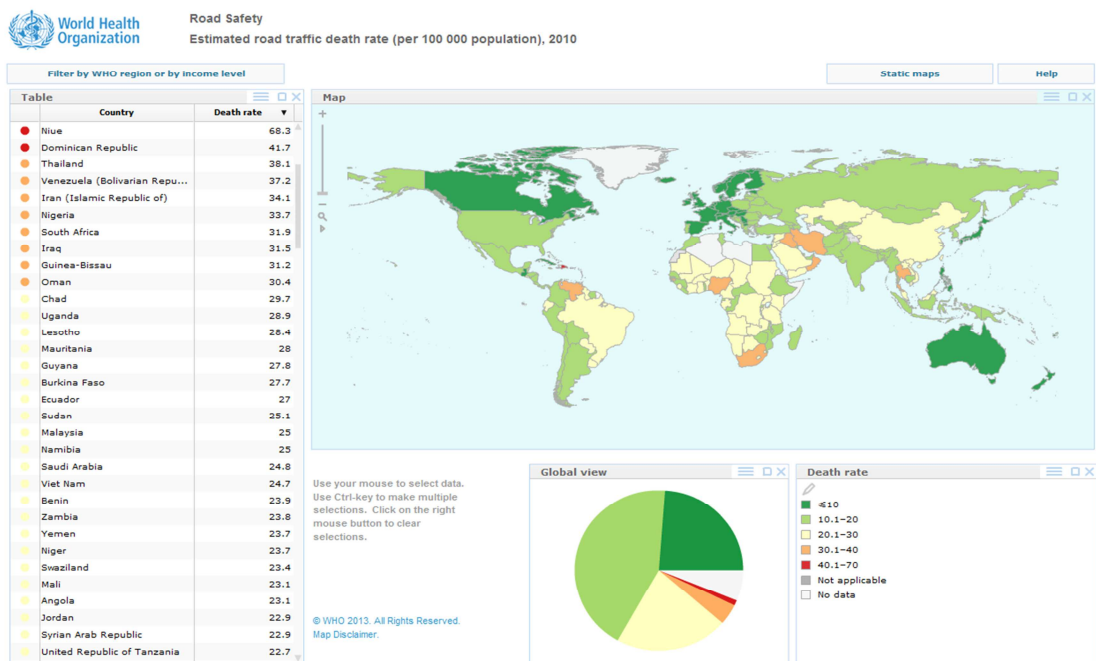 World Health
Organization
Road Safety
Estimated road traffic death rate (per 100 000 population), 2010
Filter by WHO region or by income level
Static maps
Help
Table
Country Death rate ▼
Niue 68.3
Dominican Republic 41.7
Thailand 38.1
Venezuela (Bolivarian Repu... 37.2
Iran (Islamic Republic of) 34.1
Nigeria 33.7
South Africa 31.9
Iraq 31.5
Guinea-Bissau 31.2
Oman 30.4
Chad 29.7
Uganda 28.9
Lesotho 28.4
Mauritania 28
Guyana 27.8
Burkina Faso 27.7
Ecuador 27
Sudan 25.1
Malaysia 25
Namibia 25
Saudi Arabia 24.8
Viet Nam 24.7
Benin 23.9
Zambia 23.8
Yemen 23.7
Niger 23.7
Swaziland 23.4
Mali 23.1
Angola 23.1
Jordan 22.9
Syrian Arab Republic 22.9
United Republic of Tanzania 22.7
Map
Use your mouse to select data.
Use Ctrl-key to make multiple
selections. Click on the right
mouse button to clear
selections.
© WHO 2013. All Rights Reserved.
Map Disclaimer.
Global view
Death rate
≤10
10.1–20
20.1–30
30.1–40
40.1–70
Not applicable
No data